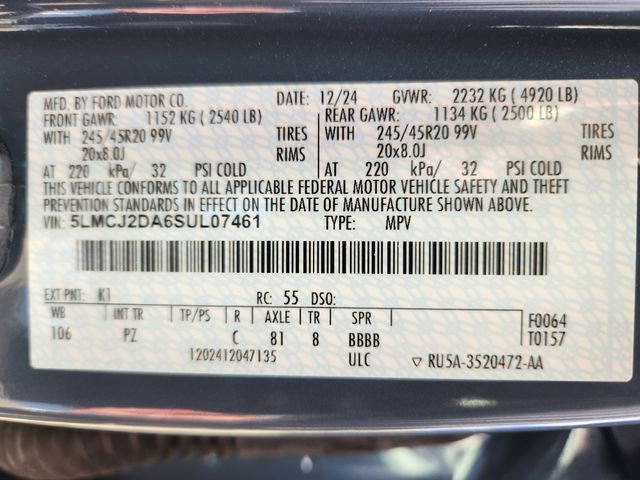 MFD. BY FORD MOTOR CO. DATE: 12/24 GVWR: 2232 KG ( 4920 LB)
FRONT GAWR: 1152 KG ( 2540 LB) REAR GAWR: 1134 KG ( 2500 LB)
WITH 245/45R20 99V TIRES WITH 245/45R20 99V TIRES
20x8.0J RIMS 20x8.0J RIMS
AT 220 kPa/ 32 PSI COLD AT 220 kPa/ 32 PSI COLD
THIS VEHICLE CONFORMS TO ALL APPLICABLE FEDERAL MOTOR VEHICLE SAFETY AND THEFT
PREVENTION STANDARDS IN EFFECT ON THE DATE OF MANUFACTURE SHOWN ABOVE.
VIN: 5LMCJ2DA6SUL07461 TYPE: MPV
EXT PNT: K1 RC: 55 DSO:
WB INT TR TP/PS R AXLE TR SPR F0064
106 PZ C 81 8 BBBB T0157
1202412047135 ULC ▽ RU5A-3520472-AA